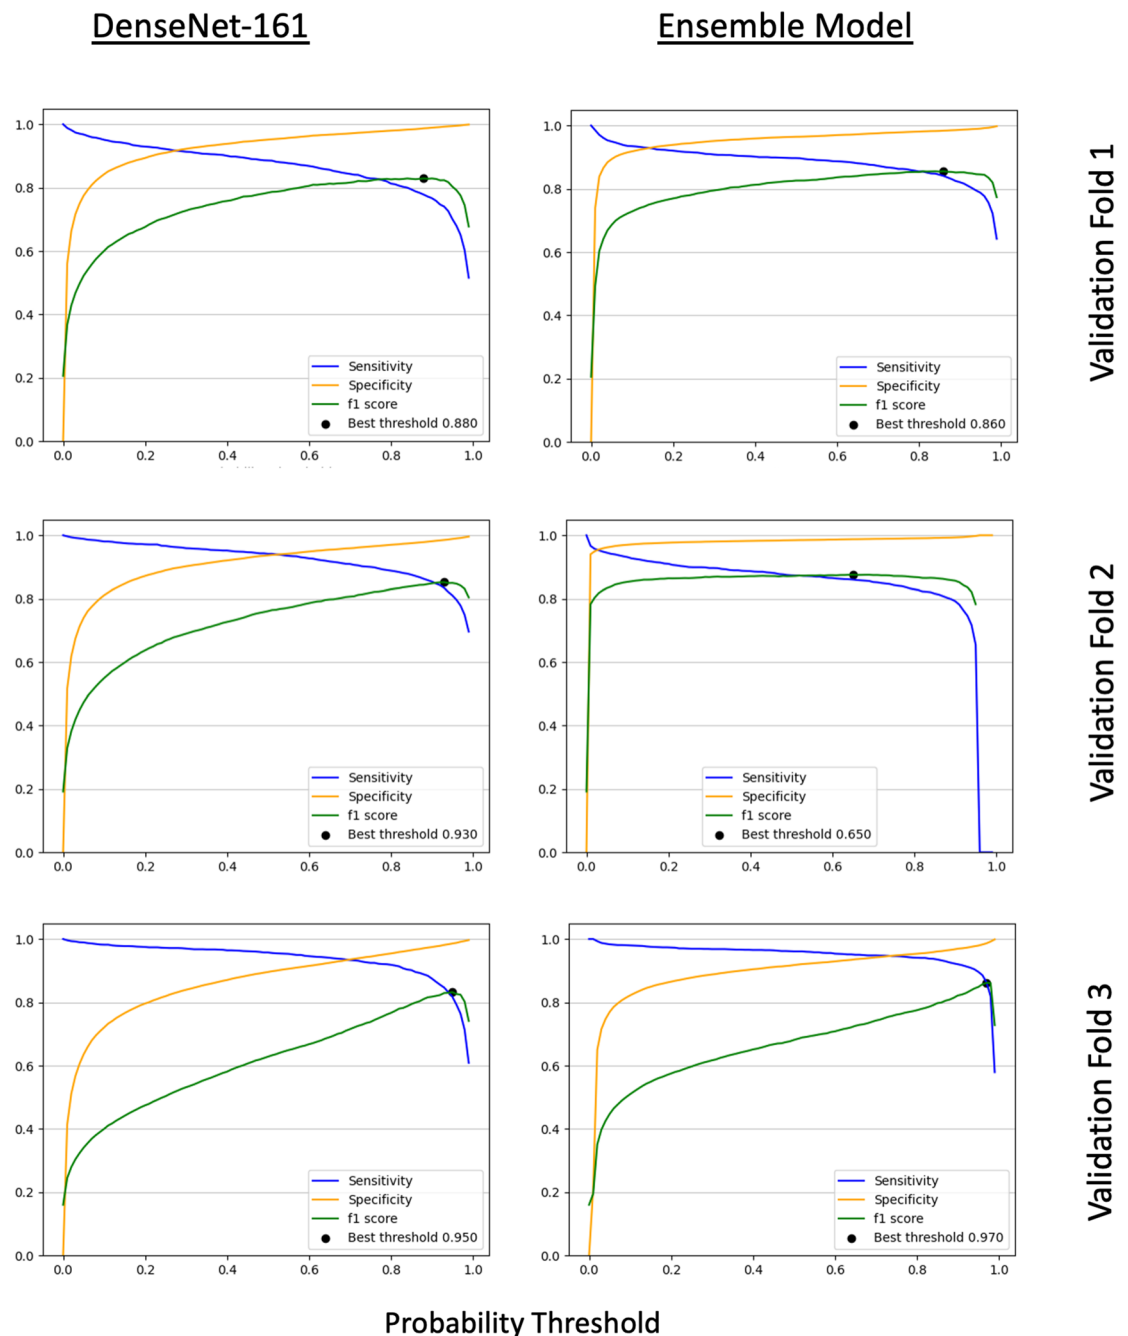 DenseNet-161
Ensemble Model
1.0
0.8
0.6
0.4
0.2
0.0
0.0 0.2 0.4 0.6 0.8 1.0
Sensitivity
Specificity
f1 score
Best threshold 0.880
1.0
0.8
0.6
0.4
0.2
0.0
0.0 0.2 0.4 0.6 0.8 1.0
Sensitivity
Specificity
f1 score
Best threshold 0.860
Validation Fold 1
1.0
0.8
0.6
0.4
0.2
0.0
0.0 0.2 0.4 0.6 0.8 1.0
Sensitivity
Specificity
f1 score
Best threshold 0.930
1.0
0.8
0.6
0.4
0.2
0.0
0.0 0.2 0.4 0.6 0.8 1.0
Sensitivity
Specificity
f1 score
Best threshold 0.650
Validation Fold 2
1.0
0.8
0.6
0.4
0.2
0.0
0.0 0.2 0.4 0.6 0.8 1.0
Sensitivity
Specificity
f1 score
Best threshold 0.950
1.0
0.8
0.6
0.4
0.2
0.0
0.0 0.2 0.4 0.6 0.8 1.0
Sensitivity
Specificity
f1 score
Best threshold 0.970
Validation Fold 3
Probability Threshold